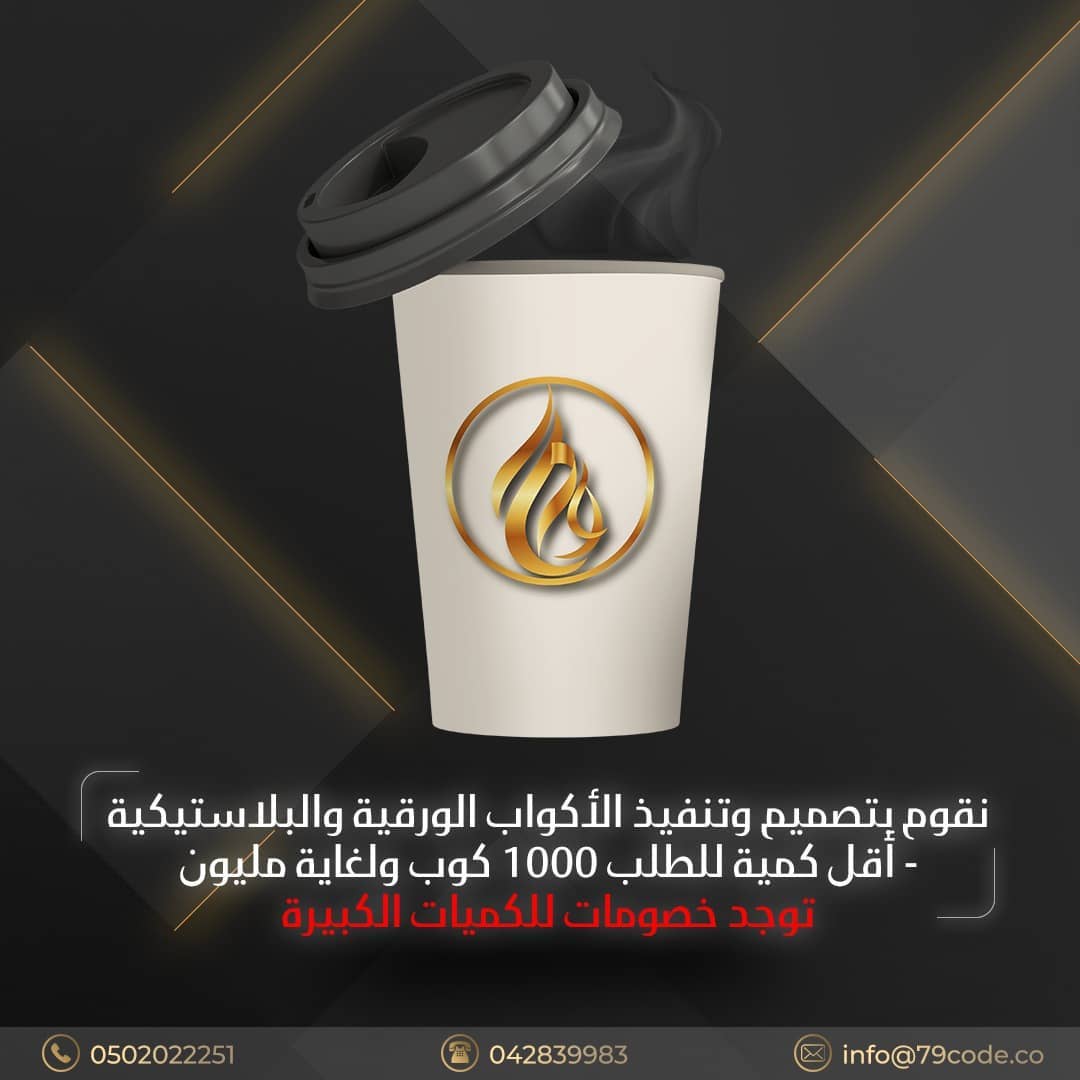 نقوم بتصميم وتنفيذ الأكواب الورقية والبلاستيكية
- أقل كمية للطلب 1000 كوب ولغاية مليون
توجد خصومات للكميات الكبيرة
0502022251
042839983
info@79code.co